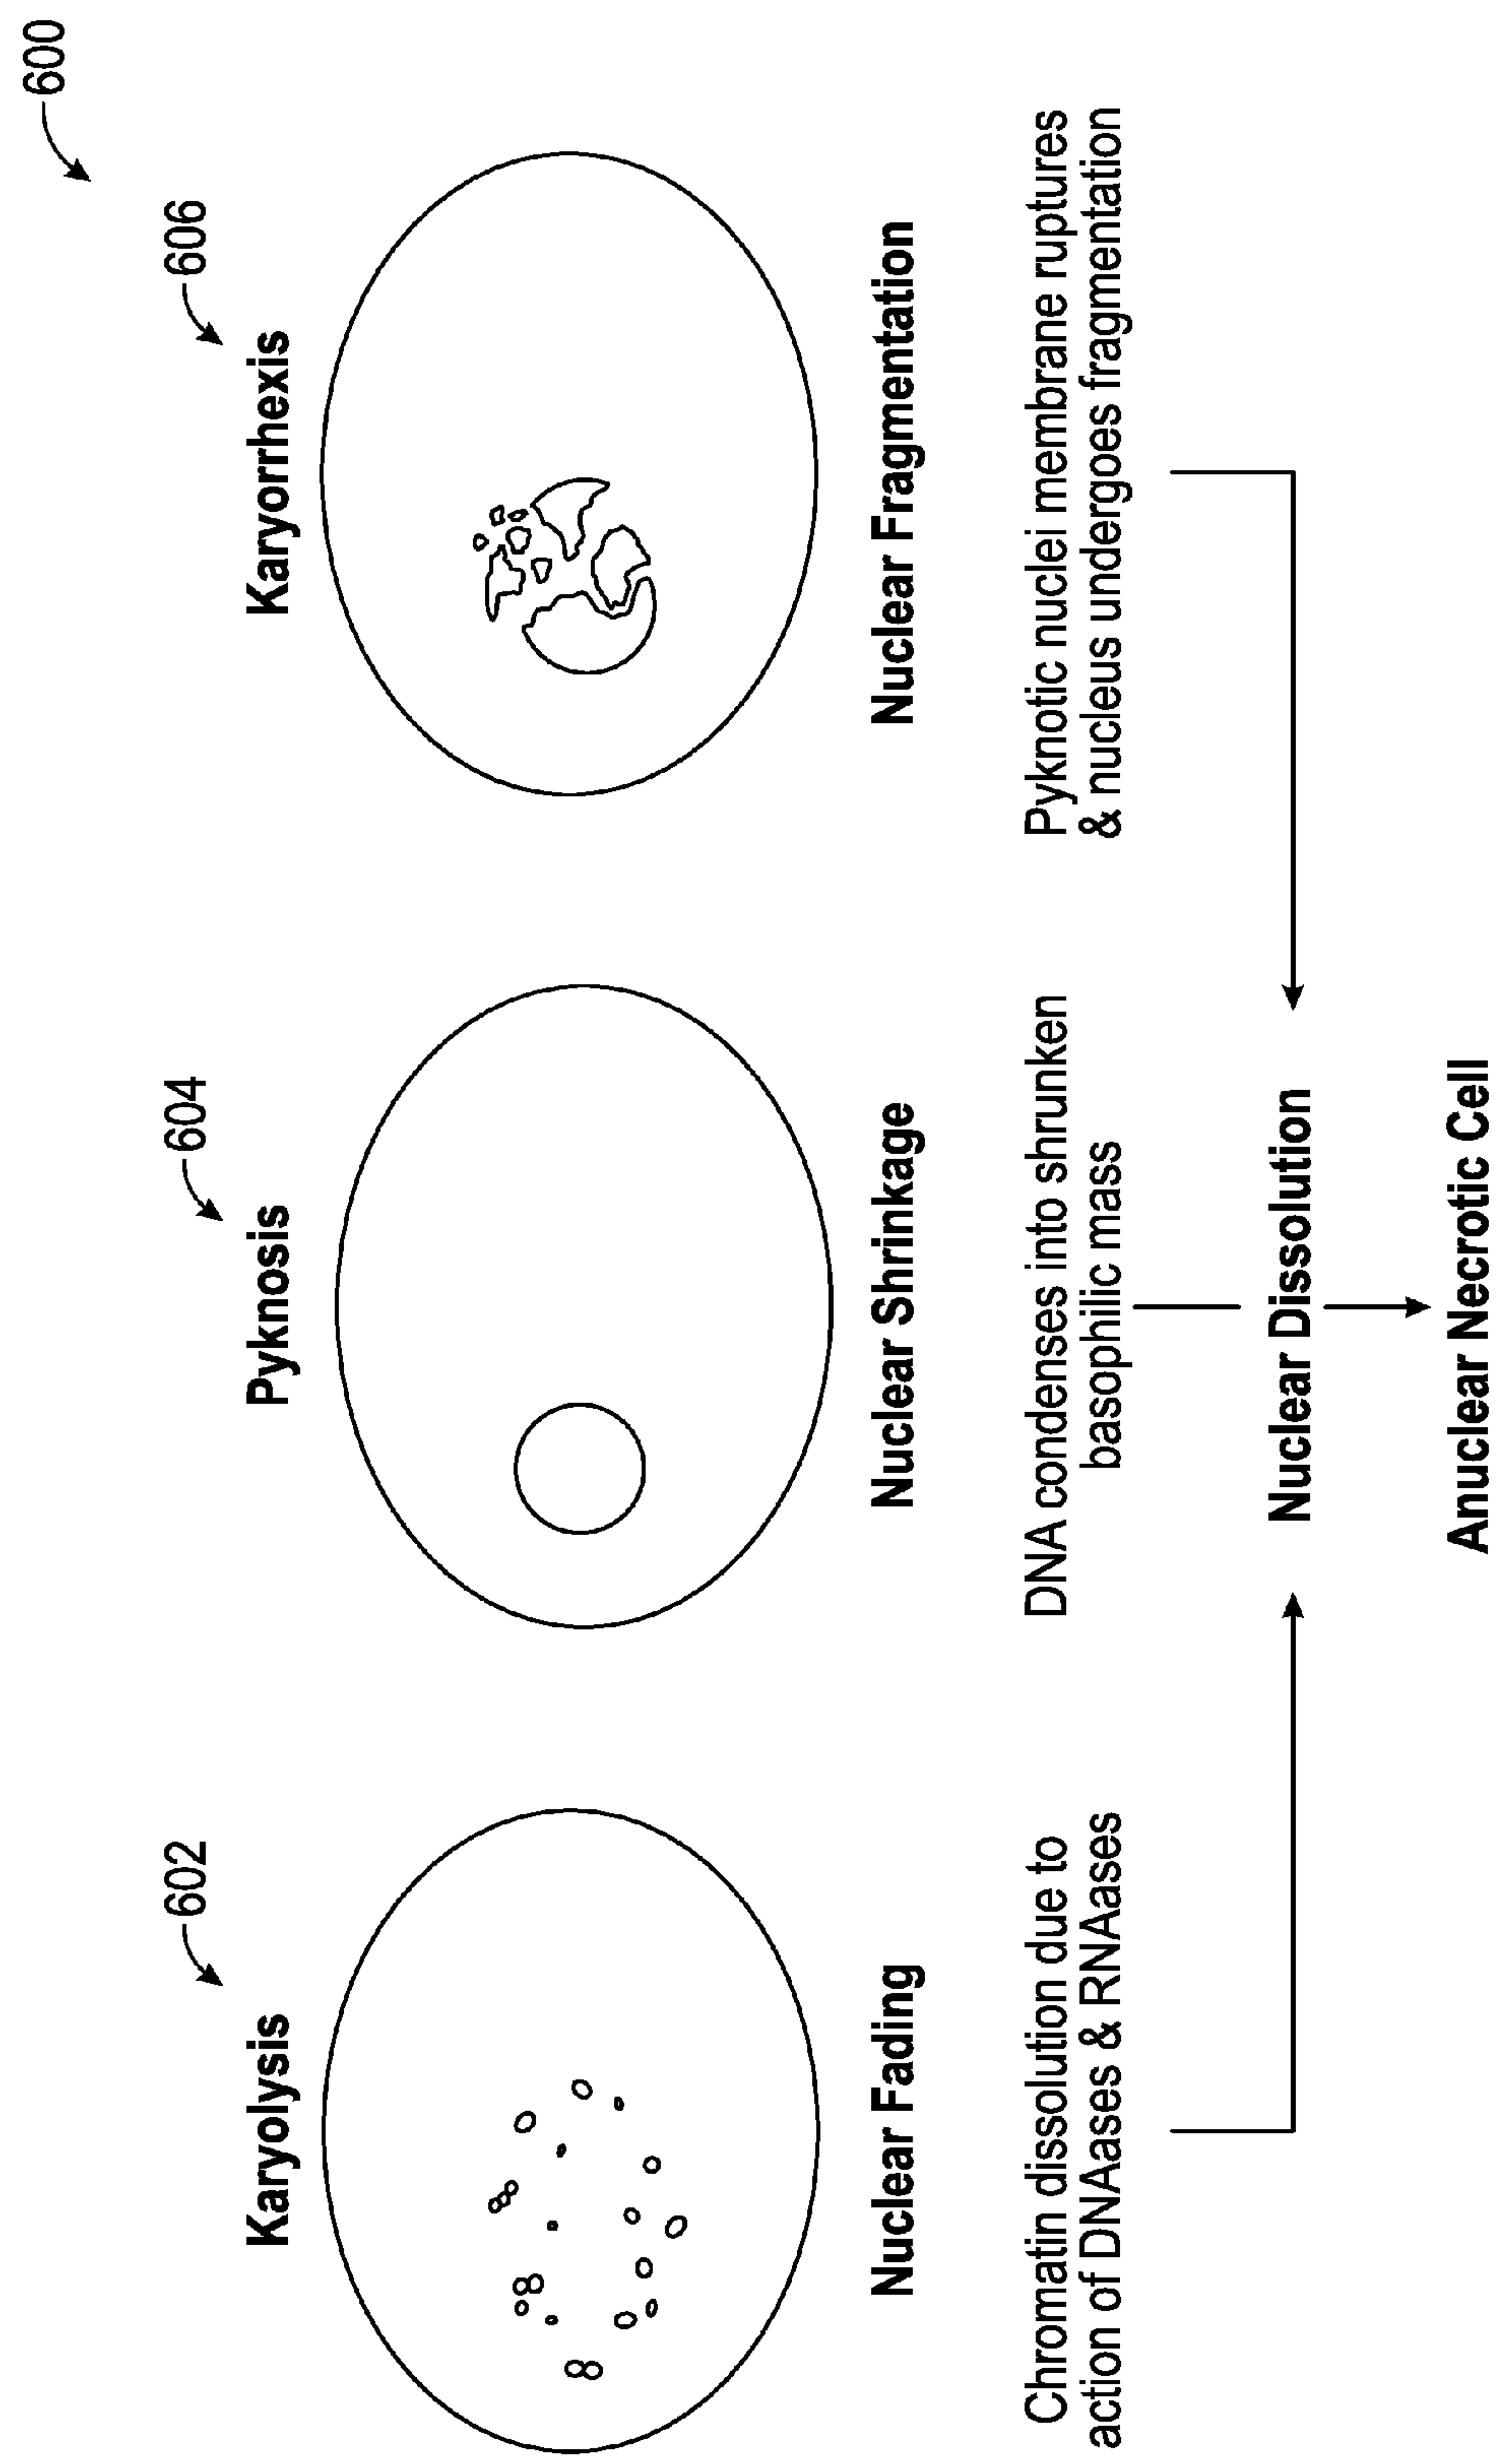 600
602
604
606
Karyolysis
Pyknosis
Karyorrhexis
Nuclear Fading
Nuclear Shrinkage
Nuclear Fragmentation
Chromatin dissolution due to
action of DNAases & RNAases
DNA condenses into shrunken
basophilic mass
Pyknotic nuclei membrane ruptures
& nucleus undergoes fragmentation
Nuclear Dissolution
Anuclear Necrotic Cell